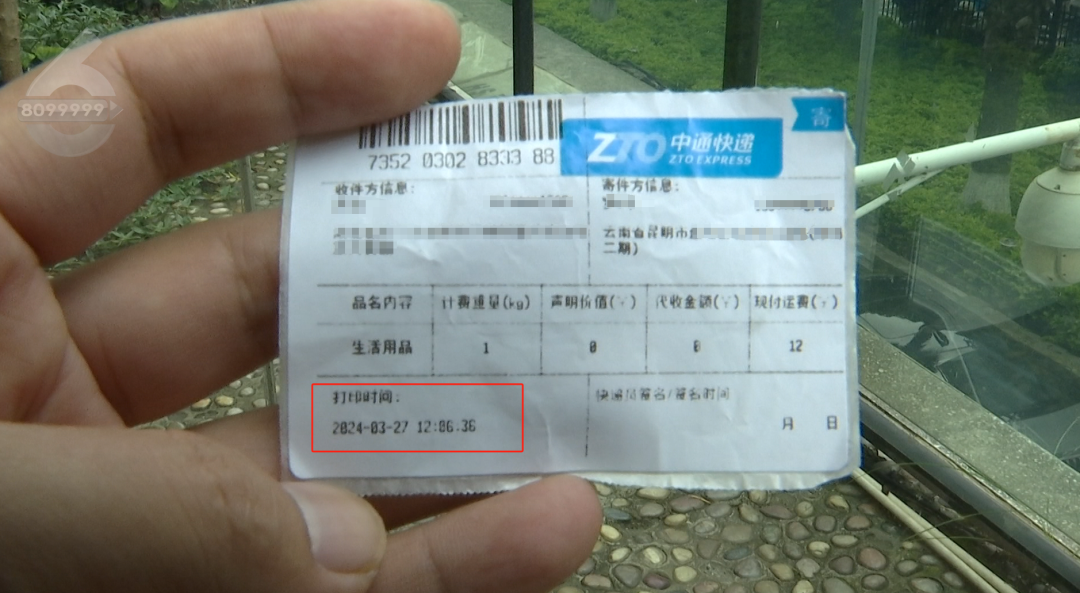 8099999
寄
ZTO 中通快递
ZTO EXPRESS
7352 0302 8333 88
收件方信息:
寄件方信息:
云南省昆明市
二期)
品名内容 计费重量(kg) 声明价值(¥) 代收金额(¥) 现付运费(¥)
生活用品 1 0 0 12
打印时间:
2024-03-27 12:06:36
快递员签名/签名时间
月 日